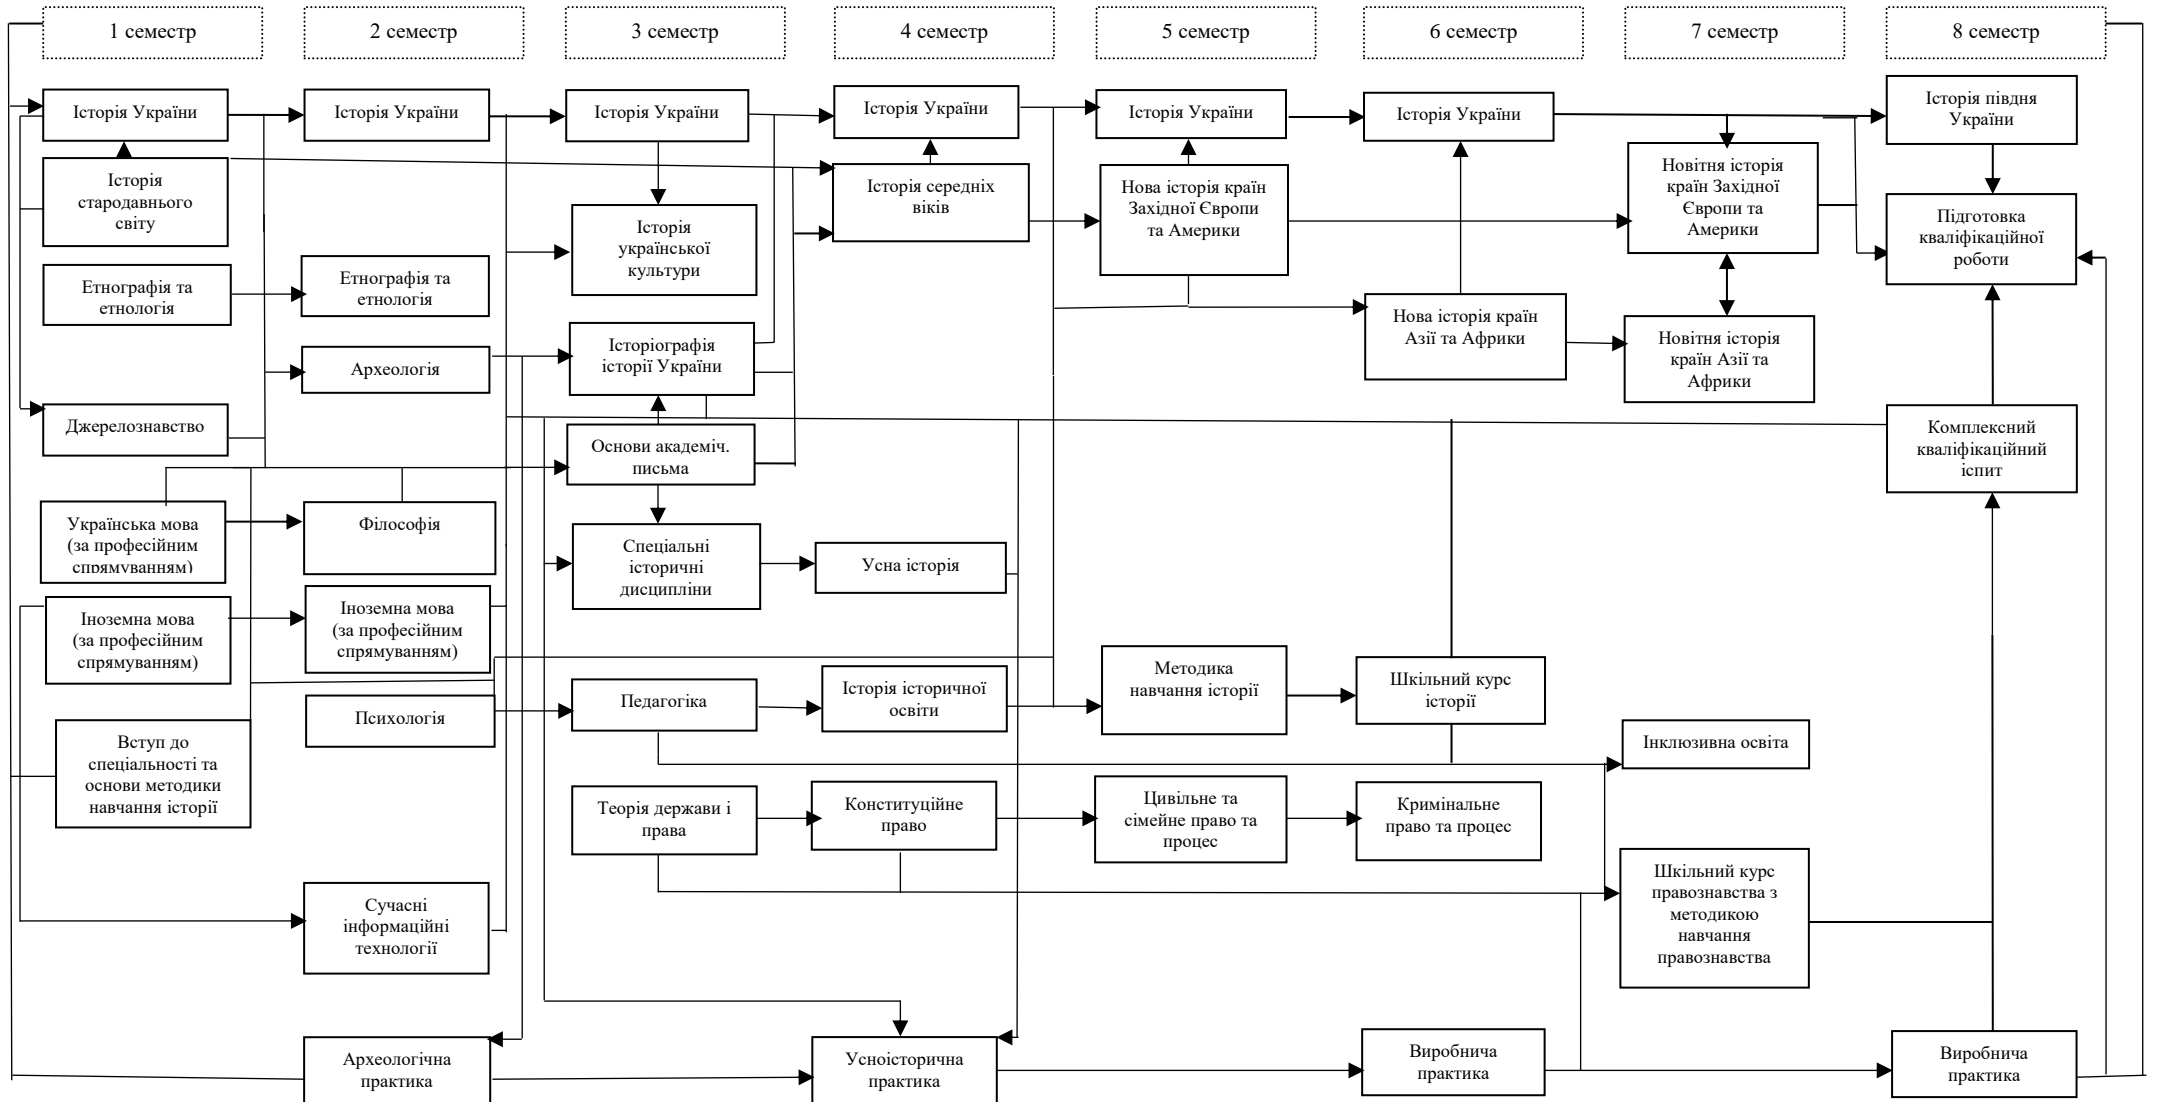 1 семестр
2 семестр
3 семестр
4 семестр
5 семестр
6 семестр
7 семестр
8 семестр
Історія України
Історія
стародавнього
світу
Етнографія та
етнологія
Джерелознавство
Українська мова
(за професійним
спрямуванням)
Іноземна мова
(за професійним
спрямуванням)
Вступ до
спеціальності та
основи методики
навчання історії
Історія України
Етнографія та
етнологія
Археологія
Філософія
Іноземна мова
(за професійним
спрямуванням)
Психологія
Сучасні
інформаційні
технології
Археологічна
практика
Історія України
Історія
української
культури
Історіографія
історії України
Основи академіч.
письма
Спеціальні
історичні
дисципліни
Педагогіка
Теорія держави і
права
Історія України
Історія середніх
віків
Усна історія
Історія історичної
освіти
Конституційне
право
Усноісторична
практика
Історія України
Нова історія країн
Західної Європи
та Америки
Методика
навчання історії
Цивільне та
сімейне право та
процес
Історія України
Нова історія країн
Азії та Африки
Шкільний курс
історії
Кримінальне
право та процес
Виробнича
практика
Новітня історія
країн Західної
Європи та
Америки
Новітня історія
країн Азії та
Африки
Інклюзивна освіта
Шкільний курс
правознавства з
методикою
навчання
правознавства
Історія півдня
України
Підготовка
кваліфікаційної
роботи
Комплексний
кваліфікаційний
іспит
Виробнича
практика